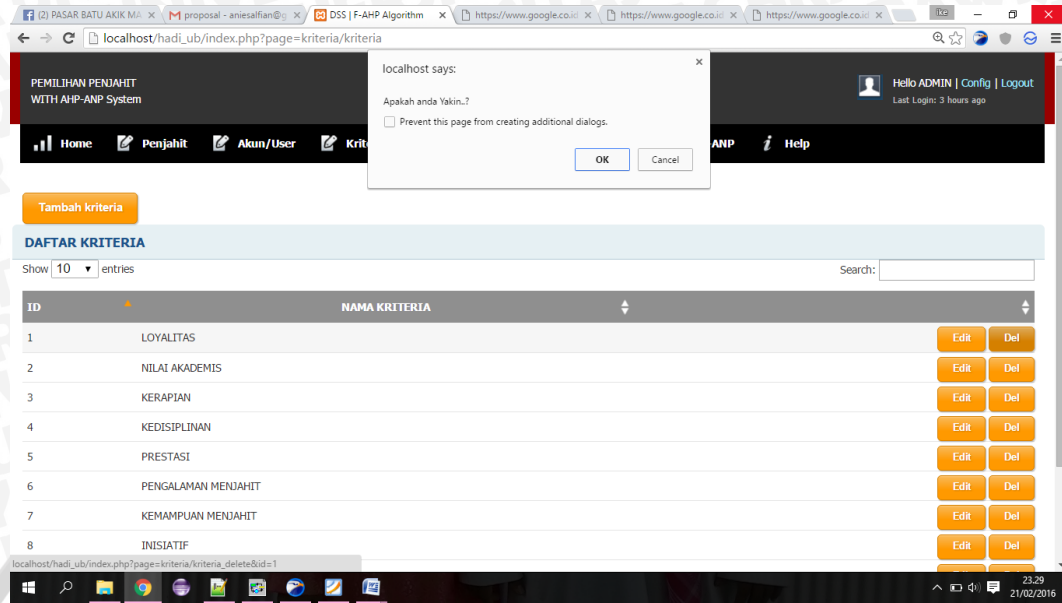 (2) PASAR BATU AKIK MA
proposal - aniesalfian@g
DSS | F-AHP Algorithm
https://www.google.co.id
https://www.google.co.id
https://www.google.co.id
Ike
localhost/hadi_ub/index.php?page=kriteria/kriteria
localhost says:
Apakah anda Yakin..?
Prevent this page from creating additional dialogs.
OK Cancel
PEMILIHAN PENJAHIT
WITH AHP-ANP System
Hello ADMIN | Config | Logout
Last Login: 3 hours ago
Home Penjahit Akun/User Krite ANP Help
Tambah kriteria
DAFTAR KRITERIA
Show 10 entries Search:
ID NAMA KRITERIA
1 LOYALITAS Edit Del
2 NILAI AKADEMIS Edit Del
3 KERAPIAN Edit Del
4 KEDISIPLINAN Edit Del
5 PRESTASI Edit Del
6 PENGALAMAN MENJAHIT Edit Del
7 KEMAMPUAN MENJAHIT Edit Del
8 INISIATIF Edit Del
localhost/hadi_ub/index.php?page=kriteria/kriteria_delete&id=1
23.29
21/02/2016